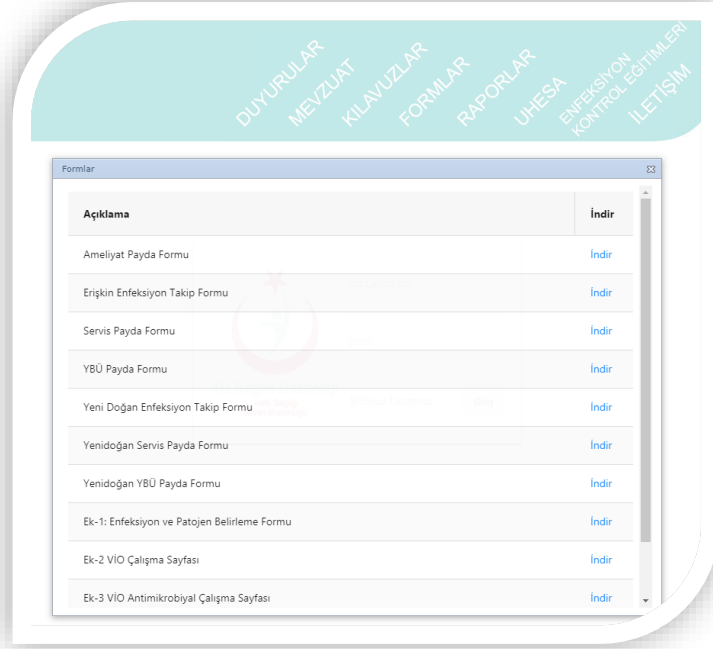 DUYURULAR
MEVZUAT
KILAVUZLAR
FORMLAR
RAPORLAR
UHESA
ENFEKSİYON
KONTROL EĞİTİMLERİ
İLETİŞİM
Formlar
Açıklama İndir
Ameliyat Payda Formu İndir
Erişkin Enfeksiyon Takip Formu İndir
Servis Payda Formu İndir
YBÜ Payda Formu İndir
Yeni Doğan Enfeksiyon Takip Formu İndir
Yenidoğan Servis Payda Formu İndir
Yenidoğan YBÜ Payda Formu İndir
Ek-1: Enfeksiyon ve Patojen Belirleme Formu İndir
Ek-2 VİO Çalışma Sayfası İndir
Ek-3 VİO Antimikrobiyal Çalışma Sayfası İndir